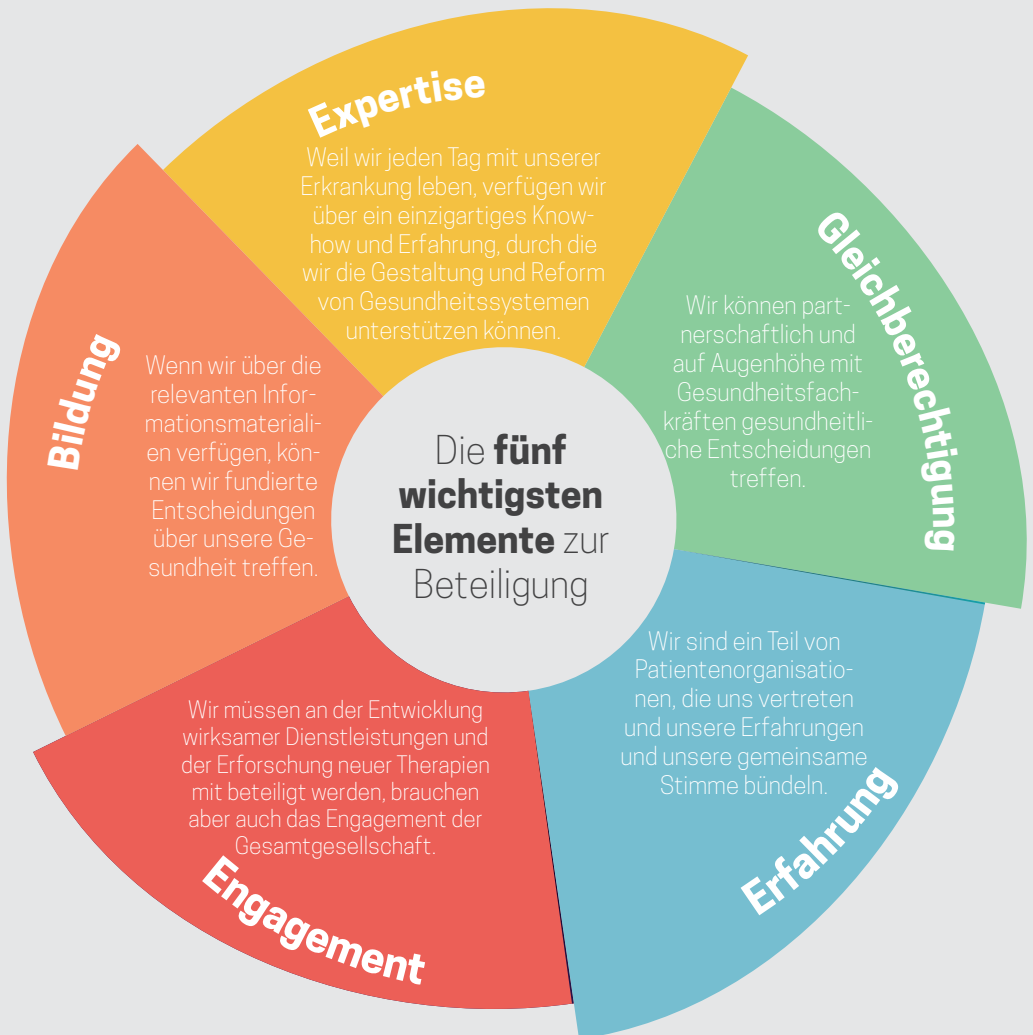 Expertise
Weil wir jeden Tag mit unserer
Erkrankung leben, verfügen wir
über ein einzigartiges Know-
how und Erfahrung, durch die
wir die Gestaltung und Reform
von Gesundheitssystemen
unterstützen können.
Gleichberechtigung
Wir können part-
nerschaftlich und
auf Augenhöhe mit
Gesundheitsfach-
kräften gesundheitli-
che Entscheidungen
treffen.
Bildung
Wenn wir über die
relevanten Infor-
mationsmateriali-
en verfügen, kön-
nen wir fundierte
Entscheidungen
über unsere Ge-
sundheit treffen.
Die fünf
wichtigsten
Elemente zur
Beteiligung
Wir sind ein Teil von
Patientenorganisatio-
nen, die uns vertreten
und unsere Erfahrungen
und unsere gemeinsame
Stimme bündeln.
Erfahrung
Wir müssen an der Entwicklung
wirksamer Dienstleistungen und
der Erforschung neuer Therapien
mit beteiligt werden, brauchen
aber auch das Engagement der
Gesamtgesellschaft.
Engagement